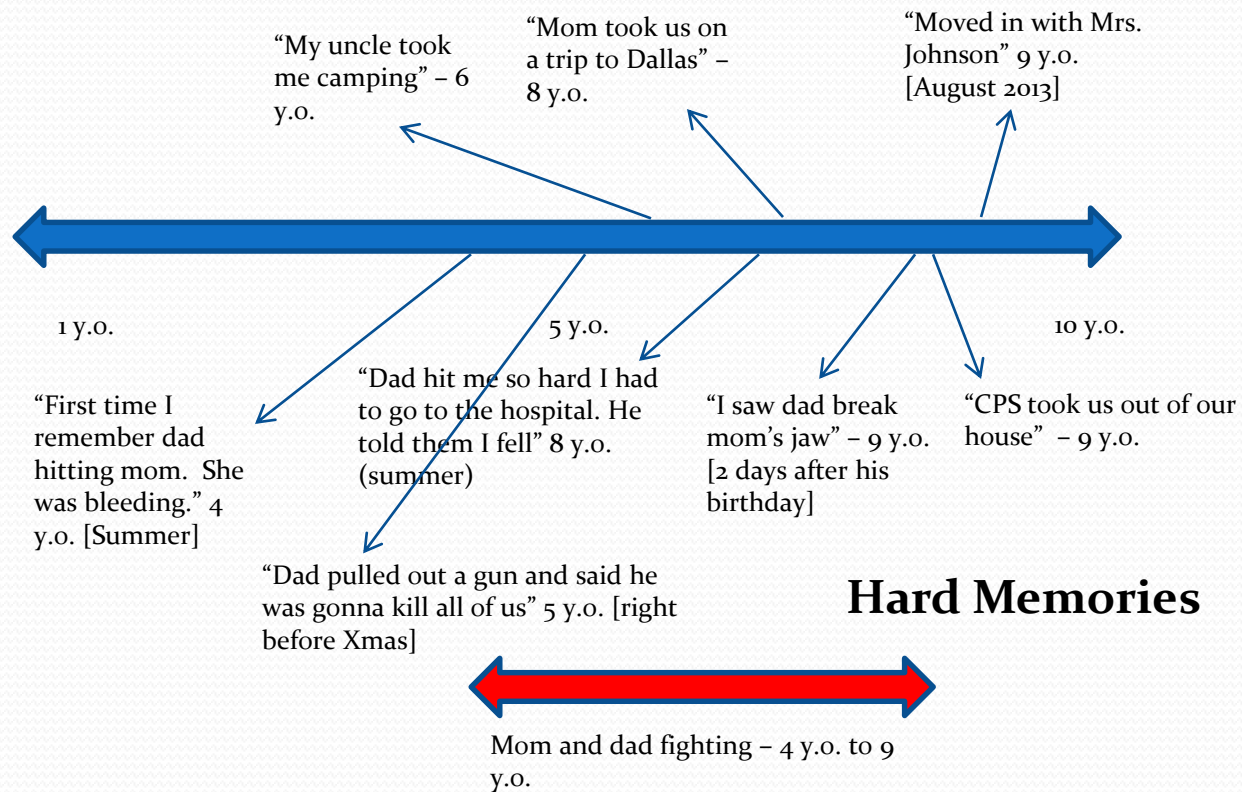 “My uncle took
me camping” – 6
y.o.
“Mom took us on
a trip to Dallas” –
8 y.o.
“Moved in with Mrs.
Johnson” 9 y.o.
[August 2013]
1 y.o.
5 y.o.
10 y.o.
“First time I
remember dad
hitting mom.  She
was bleeding.” 4
y.o. [Summer]
“Dad hit me so hard I had
to go to the hospital. He
told them I fell” 8 y.o.
(summer)
“I saw dad break
mom’s jaw” – 9 y.o.
[2 days after his
birthday]
“CPS took us out of our
house”  – 9 y.o.
“Dad pulled out a gun and said he
was gonna kill all of us” 5 y.o. [right
before Xmas]
Hard Memories
Mom and dad fighting – 4 y.o. to 9
y.o.